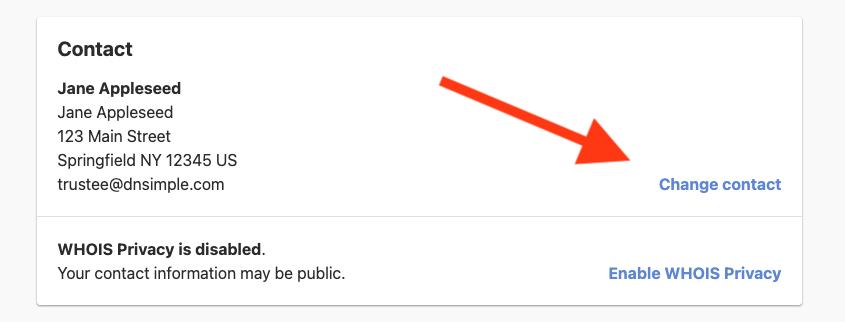 Contact
Jane Appleseed
Jane Appleseed
123 Main Street
Springfield NY 12345 US
trustee@dnsimple.com
Change contact
WHOIS Privacy is disabled.
Your contact information may be public.
Enable WHOIS Privacy